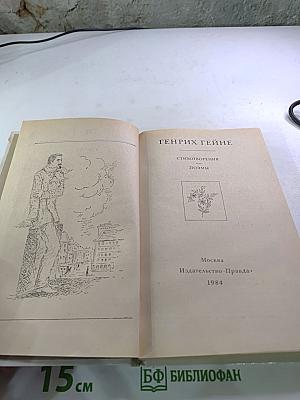 ГЕНРИХ ГЕЙНЕ
СТИХОТВОРЕНИЯ
ПОЭМЫ
Москва
Издательство «Правда»
1984
15 см
БФ БИБЛИОФАН